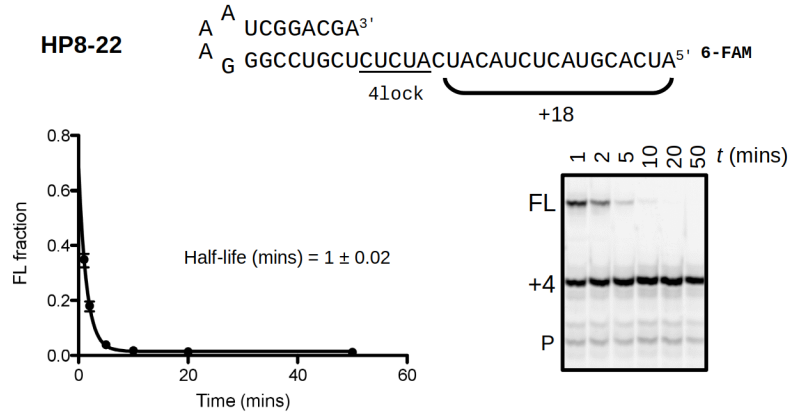 HP8-22
A A UCGGACGA3'
A G GGCCUGCUCUCUACUACAUCUCAUGCACUA5' 6-FAM
4lock
+18
FL fraction
0.8
0.6
0.4
0.2
0.0
Half-life (mins) = 1 ± 0.02
0 20 40 60
Time (mins)
1 2 5 10 20 50 t (mins)
FL
+4
P